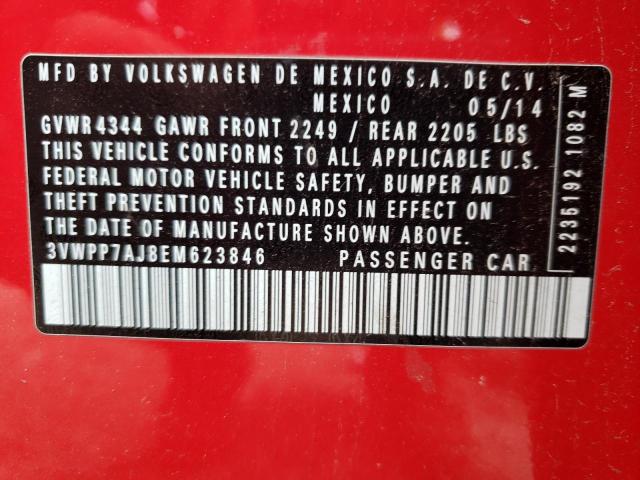 MFD BY VOLKSWAGEN DE MEXICO S.A. DE C.V.
MEXICO 05/14
GVWR 4344 GAWR FRONT 2249 / REAR 2205 LBS
THIS VEHICLE CONFORMS TO ALL APPLICABLE U.S.
FEDERAL MOTOR VEHICLE SAFETY, BUMPER AND
THEFT PREVENTION STANDARDS IN EFFECT ON
THE DATE OF MANUFACTURE SHOWN ABOVE.
3VWPP7AJ8EM623846 PASSENGER CAR
2235192 1082 M